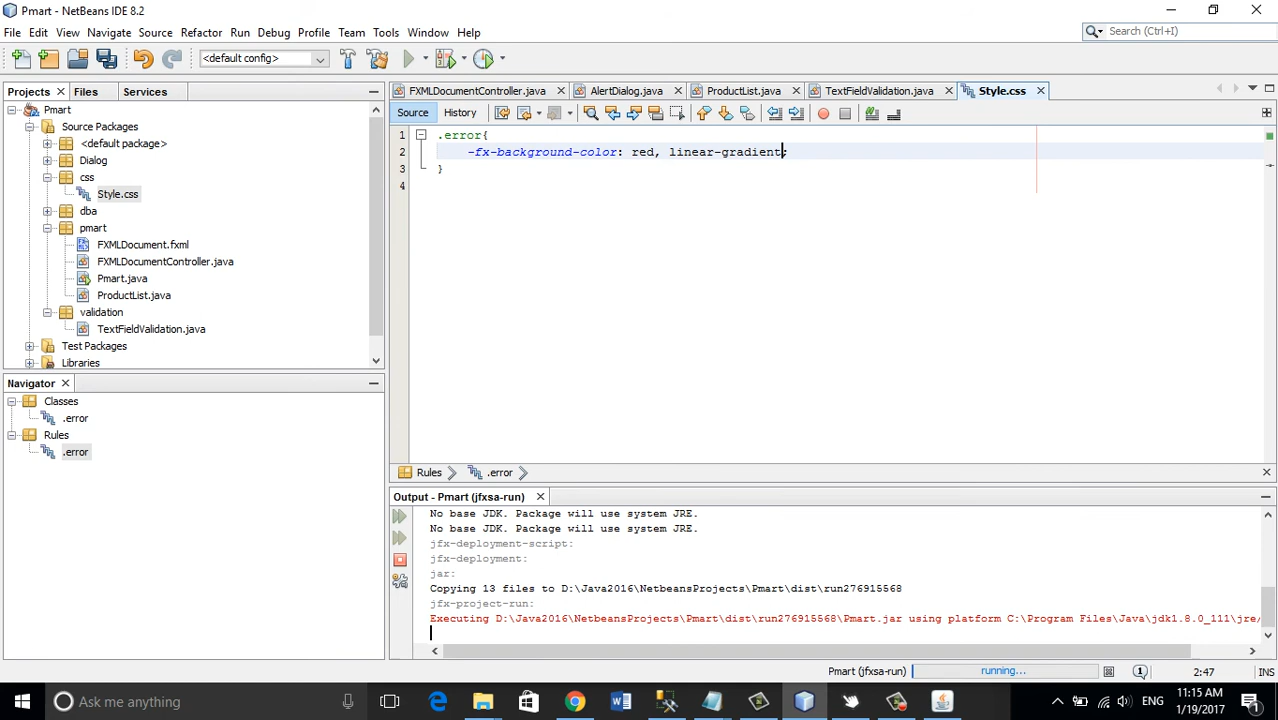 Pmart - NetBeans IDE 8.2
File Edit View Navigate Source Refactor Run Debug Profile Team Tools Window Help
Search (Ctrl+I)
<default config>
Projects Files Services
FXMLDocumentController.java AlertDialog.java ProductList.java TextFieldValidation.java Style.css
Source History
Pmart
Source Packages
<default package>
Dialog
css
Style.css
dba
pmart
FXMLDocument.fxml
FXMLDocumentController.java
Pmart.java
ProductList.java
validation
TextFieldValidation.java
Test Packages
Libraries
1 .error{
2 -fx-background-color: red, linear-gradient;
3 }
4
Navigator
Classes
.error
Rules
.error
Rules .error
Output - Pmart (jfxsa-run)
No base JDK. Package will use system JRE.
No base JDK. Package will use system JRE.
jfx-deployment-script:
jfx-deployment:
jar:
Copying 13 files to D:\Java2016\NetbeansProjects\Pmart\dist\run276915568
jfx-project-run:
Executing D:\Java2016\NetbeansProjects\Pmart\dist\run276915568\Pmart.jar using platform C:\Program Files\Java\jdk1.8.0_111\jre/
Pmart (jfxsa-run) running... 2:47 INS
Ask me anything
ENG
11:15 AM
1/19/2017